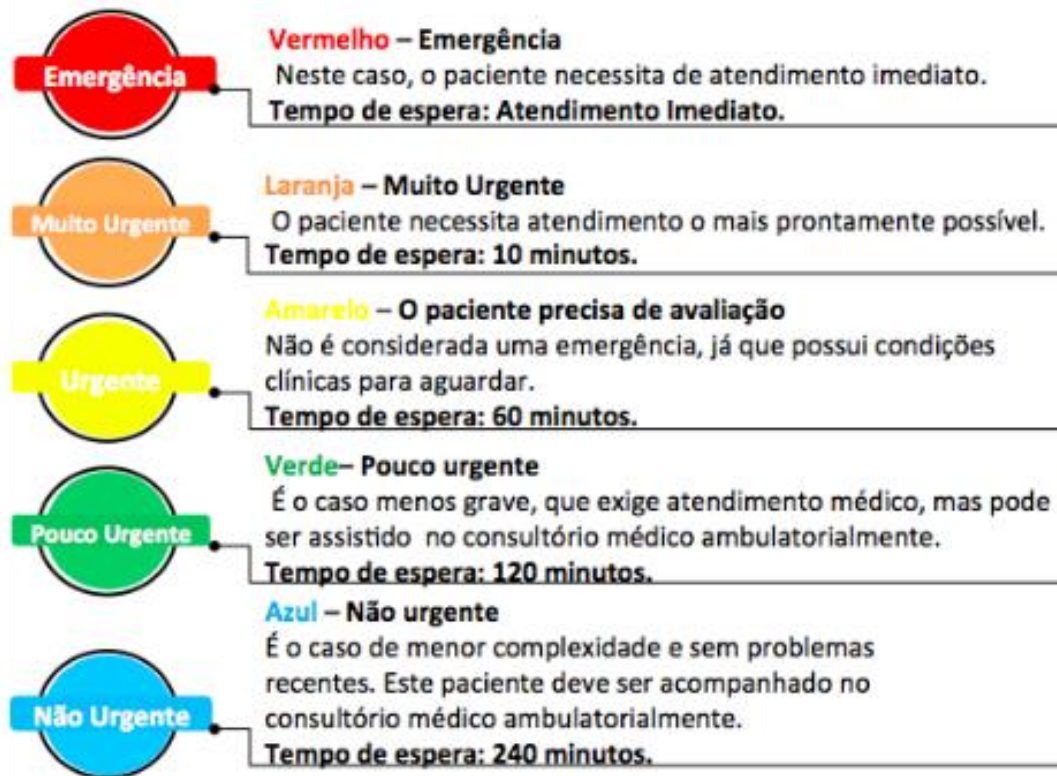 Emergência
Vermelho – Emergência
Neste caso, o paciente necessita de atendimento imediato.
Tempo de espera: Atendimento Imediato.
Muito Urgente
Laranja – Muito Urgente
O paciente necessita atendimento o mais prontamente possível.
Tempo de espera: 10 minutos.
Urgente
Amarelo – O paciente precisa de avaliação
Não é considerada uma emergência, já que possui condições
clínicas para aguardar.
Tempo de espera: 60 minutos.
Pouco Urgente
Verde– Pouco urgente
É o caso menos grave, que exige atendimento médico, mas pode
ser assistido no consultório médico ambulatorialmente.
Tempo de espera: 120 minutos.
Não Urgente
Azul – Não urgente
É o caso de menor complexidade e sem problemas
recentes. Este paciente deve ser acompanhado no
consultório médico ambulatorialmente.
Tempo de espera: 240 minutos.